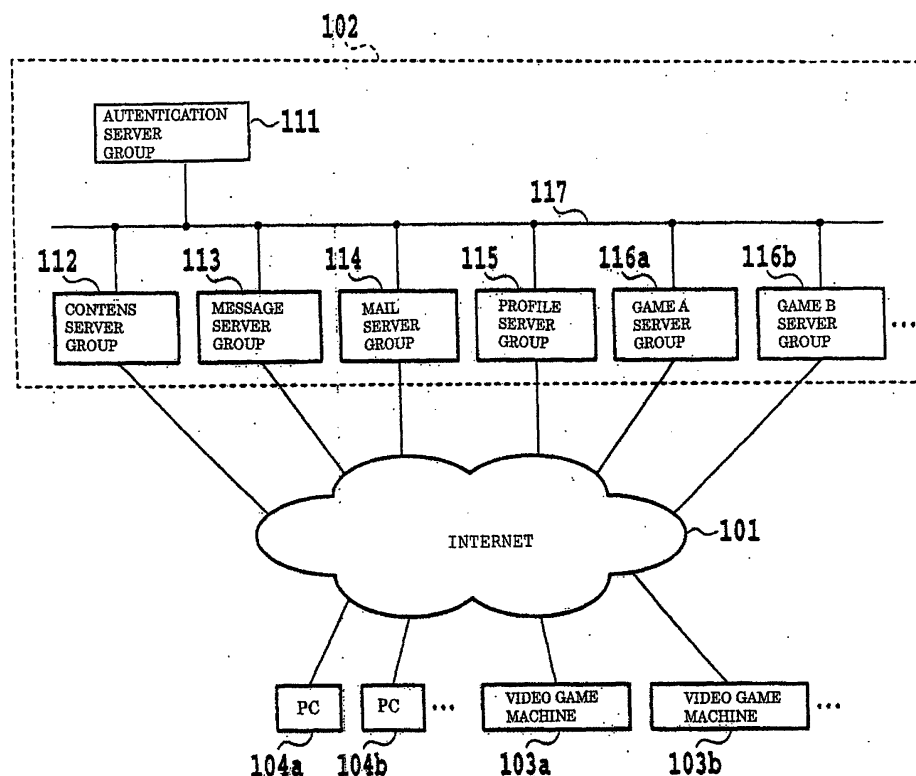 102
AUTENTICATION
SERVER
GROUP
111
117
112
113
114
115
116a
116b
CONTENS
SERVER
GROUP
MESSAGE
SERVER
GROUP
MAIL
SERVER
GROUP
PROFILE
SERVER
GROUP
GAME A
SERVER
GROUP
GAME B
SERVER
GROUP
...
INTERNET
101
PC
PC
...
VIDEO GAME
MACHINE
VIDEO GAME
MACHINE
...
104a
104b
103a
103b